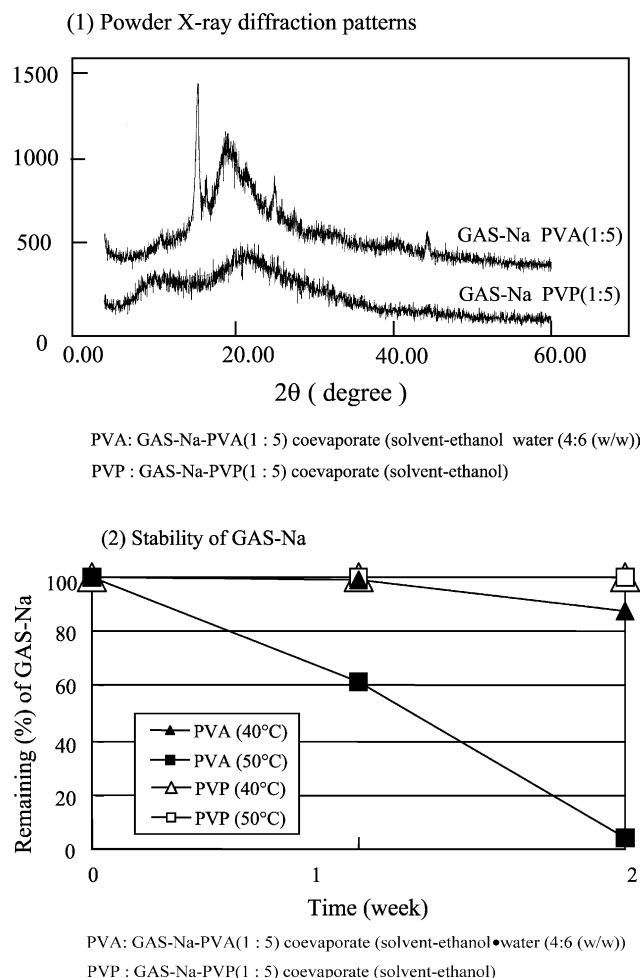 (1) Powder X-ray diffraction patterns
1500
1000
500
0
GAS-Na PVA(1:5)
GAS-Na PVP(1:5)
0.00 20.00 40.00 60.00
2θ ( degree )
PVA: GAS-Na-PVA(1 : 5) coevaporate (solvent-ethanol water (4:6 (w/w))
PVP : GAS-Na-PVP(1 : 5) coevaporate (solvent-ethanol)
(2) Stability of GAS-Na
Remaining (%) of GAS-Na
100
80
60
40
20
0
PVA (40°C)
PVA (50°C)
PVP (40°C)
PVP (50°C)
0 1 2
Time (week)
PVA: GAS-Na-PVA(1 : 5) coevaporate (solvent-ethanol•water (4:6 (w/w))
PVP : GAS-Na-PVP(1 : 5) coevaporate (solvent-ethanol)